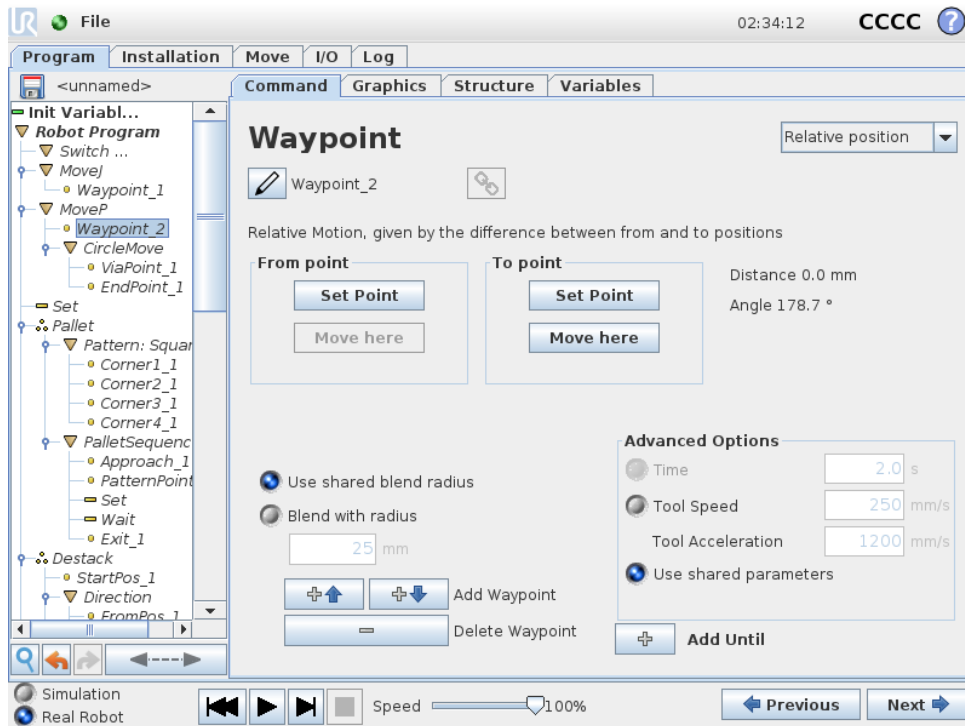 UR File 02:34:12 CCCC ?
Program Installation Move I/O Log
<unnamed>
Command Graphics Structure Variables
Init Variabl...
Robot Program
Switch ...
MoveJ
Waypoint_1
MoveP
Waypoint_2
CircleMove
ViaPoint_1
EndPoint_1
Set
Pallet
Pattern: Squar
Corner1_1
Corner2_1
Corner3_1
Corner4_1
PalletSequenc
Approach_1
PatternPoint
Set
Wait
Exit_1
Destack
StartPos_1
Direction
FromPos_1
Waypoint
Relative position
Waypoint_2
Relative Motion, given by the difference between from and to positions
From point
Set Point
Move here
To point
Set Point
Move here
Distance 0.0 mm
Angle 178.7 °
Use shared blend radius
Blend with radius
25 mm
Add Waypoint
Delete Waypoint
Advanced Options
Time 2.0 s
Tool Speed 250 mm/s
Tool Acceleration 1200 mm/s
Use shared parameters
Add Until
Simulation
Real Robot
Speed 100%
Previous Next